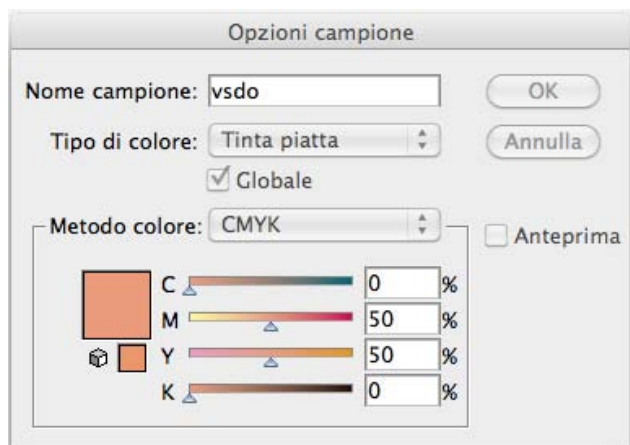 Opzioni campione
Nome campione: vsdo OK
Tipo di colore: Tinta piatta Annulla
Globale
Metodo colore: CMYK Anteprima
C 0 %
M 50 %
Y 50 %
K 0 %